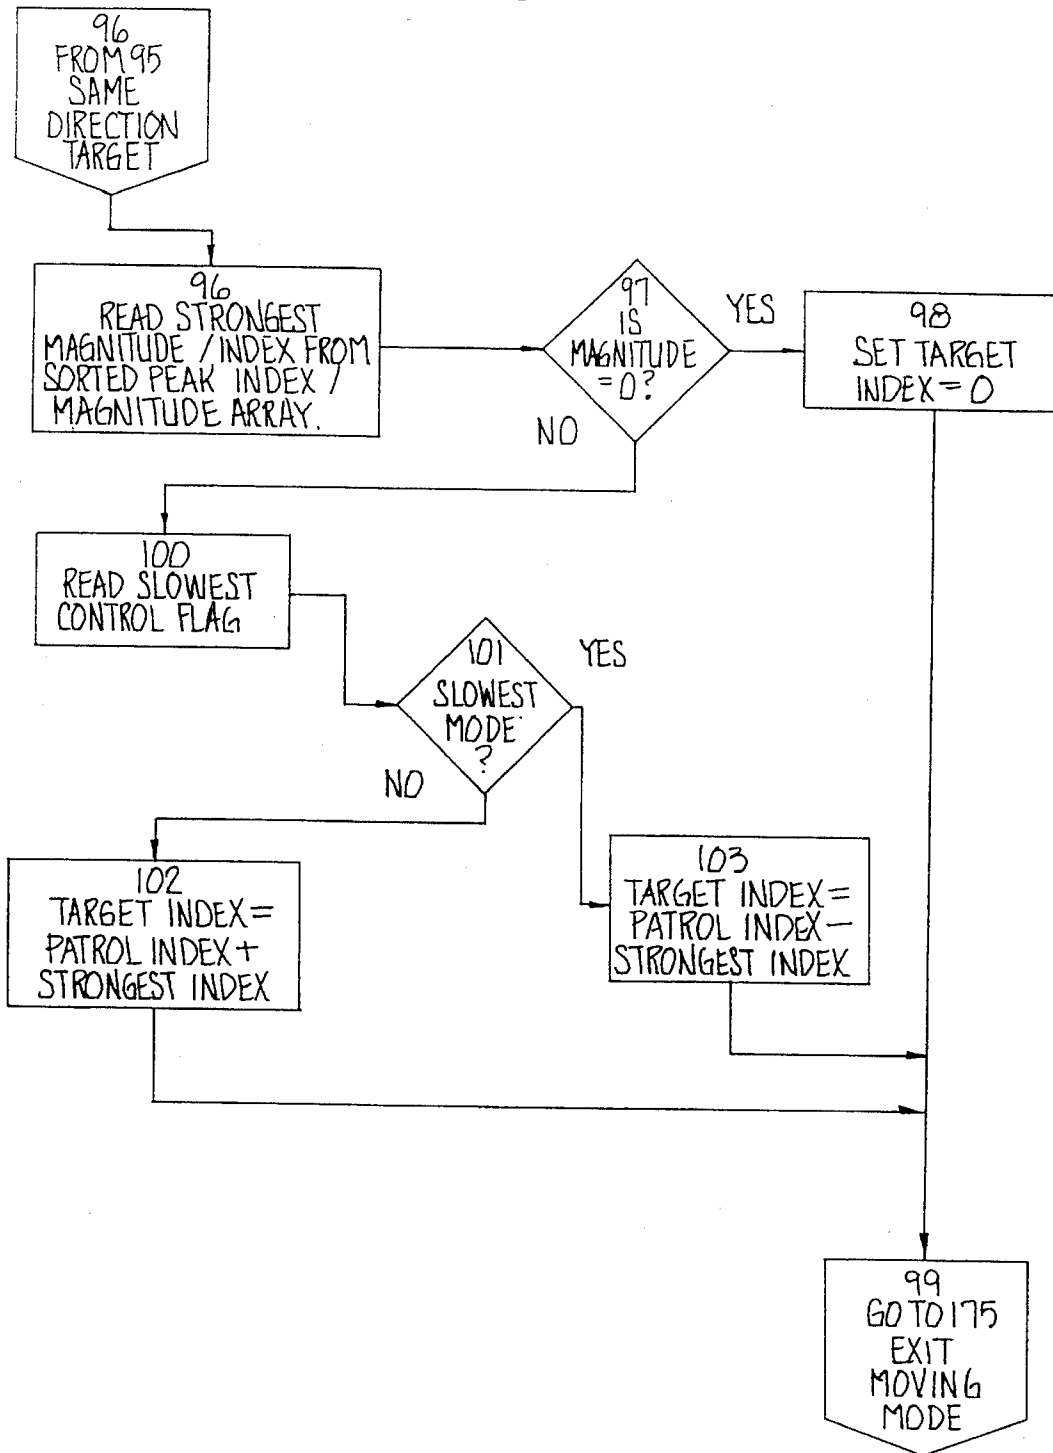 96
FROM 95
SAME
DIRECTION
TARGET
96
READ STRONGEST
MAGNITUDE / INDEX FROM
SORTED PEAK INDEX /
MAGNITUDE ARRAY.
97
IS
MAGNITUDE
= 0?
YES
NO
98
SET TARGET
INDEX = 0
100
READ SLOWEST
CONTROL FLAG
101
SLOWEST
MODE
?
YES
NO
102
TARGET INDEX =
PATROL INDEX +
STRONGEST INDEX
103
TARGET INDEX =
PATROL INDEX -
STRONGEST INDEX
99
GO TO 175
EXIT
MOVING
MODE